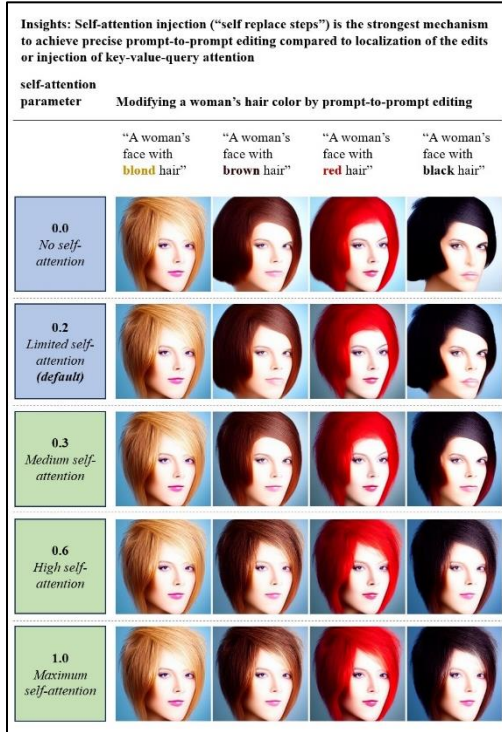 Insights: Self-attention injection (“self replace steps”) is the strongest mechanism
to achieve precise prompt-to-prompt editing compared to localization of the edits
or injection of key-value-query attention
self-attention
parameter
Modifying a woman’s hair color by prompt-to-prompt editing
“A woman’s
face with
blond hair”
“A woman’s
face with
brown hair”
“A woman’s
face with
red hair”
“A woman’s
face with
black hair”
0.0
No self-
attention
0.2
Limited self-
attention
(default)
0.3
Medium self-
attention
0.6
High self-
attention
1.0
Maximum
self-attention